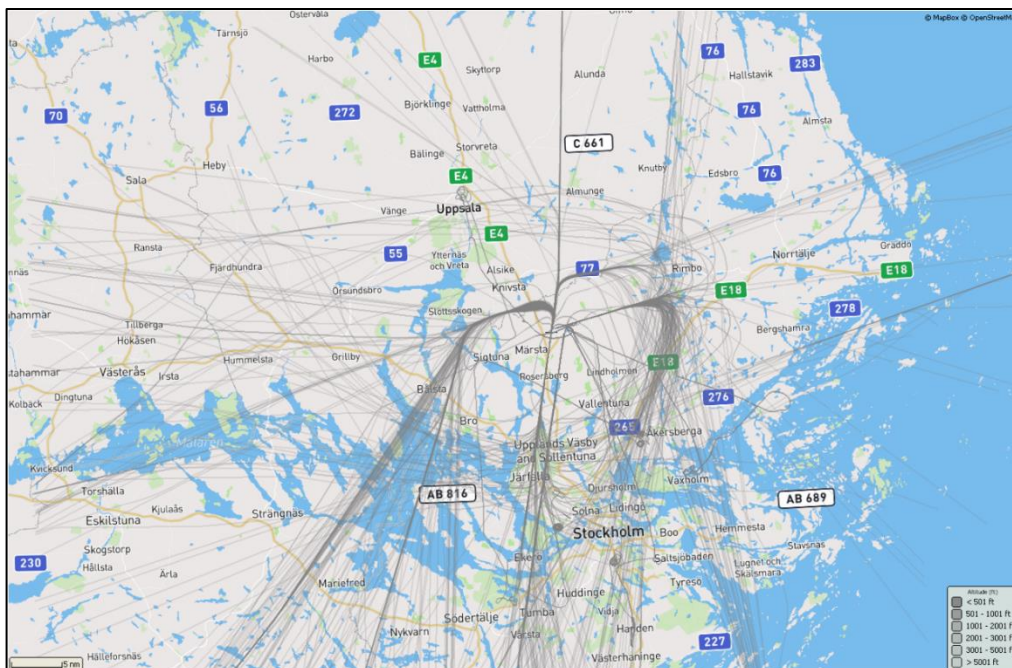 © MapBox © OpenStreetM
Östervåla
Tärnsjö
Harbo
E4
Skyttorp
Alunda
76
Hallstavik
283
70
56
272
Björklinge
Vattholma
76
Älmsta
Heby
Bälinge
Storvreta
C 661
Sala
E4
Knutby
Edsbro
76
Uppsala
Almunge
Vänge
Ransta
E4
55
Ytternäs
och Vreta
Alsike
Norrtälje
Gräddö
Fjärdhundra
Knivsta
77
Rimbo
E18
E18
Örsundsbro
Slottsskogen
278
Tillberga
Hökåsen
Bergshamra
Västerås
Irsta
Hummelsta
Grillby
Sigtuna
Märsta
Rosersberg
Lindholmen
E18
tahammar
Kolbäck
Dingtuna
Bålsta
276
Vallentuna
Bro
265
Åkersberga
Mälaren
Upplands Väsby
and Sollentuna
Kvicksund
Järfälla
Torshälla
AB 816
Djursholm
Vaxholm
AB 689
Eskilstuna
Kjulaås
Strängnäs
Solna
Lidingö
Hemmesta
Skogstorp
Stockholm
Boo
Stavsnäs
230
Hällsta
Ärla
Ekerö
Saltsjöbaden
Lugnet och
Skälsmara
Mariefred
Huddinge
Tyresö
Södertälje
Tumba
Vidja
Nykvarn
Vårsta
Handen
227
Hälleforsnäs
Västerhaninge
5 nm
Altitude (ft)
< 501 ft
501 - 1001 ft
1001 - 2001 f
2001 - 3001 f
3001 - 5001 f
> 5001 ft